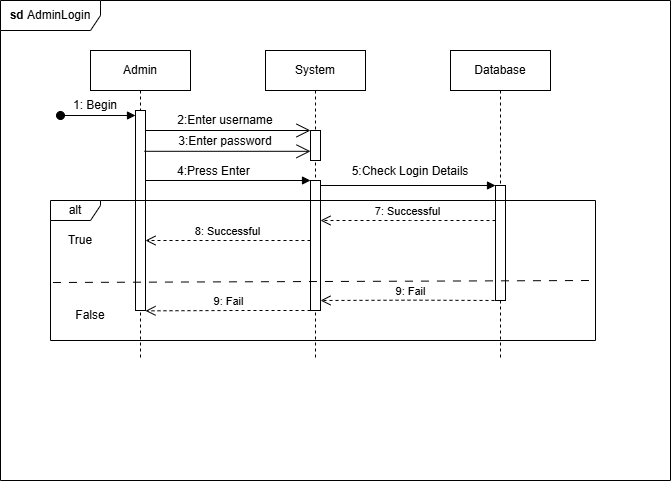 sd AdminLogin
Admin
System
Database
1: Begin
2:Enter username
3:Enter password
4:Press Enter
5:Check Login Details
alt
7: Successful
True
8: Successful
9: Fail
9: Fail
False